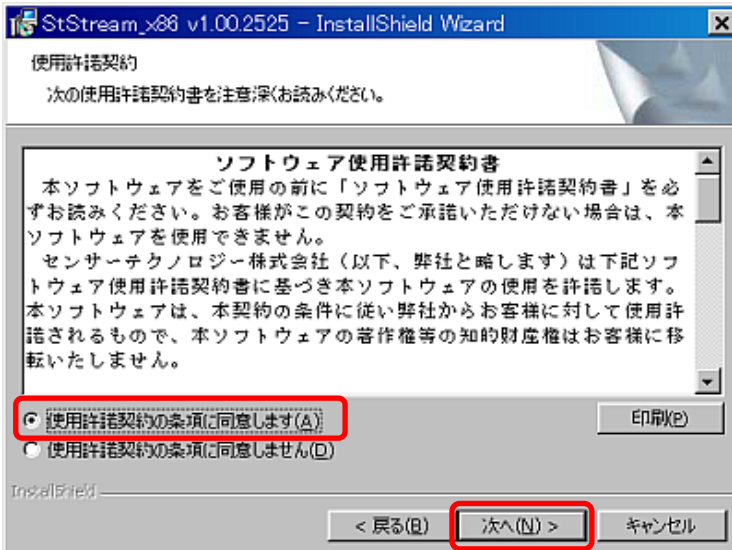 StStream_x86 v1.00.2525 - InstallShield Wizard
使用許諾契約
次の使用許諾契約書を注意深くお読みください。
ソフトウェア使用許諾契約書
本ソフトウェアをご使用の前に「ソフトウェア使用許諾契約書」を必
ずお読みください。お客様がこの契約をご承諾いただけない場合は、本
ソフトウェアを使用できません。
センサーテクノロジー株式会社（以下、弊社と略します）は下記ソフ
トウェア使用許諾契約書に基づき本ソフトウェアの使用を許諾します。
本ソフトウェアは、本契約の条件に従い弊社からお客様に対して使用許
諾されるもので、本ソフトウェアの著作権等の知的財産権はお客様に移
転いたしません。
使用許諾契約の条項に同意します(A)
印刷(P)
使用許諾契約の条項に同意しません(D)
InstallShield
< 戻る(B)
次へ(N) >
キャンセル